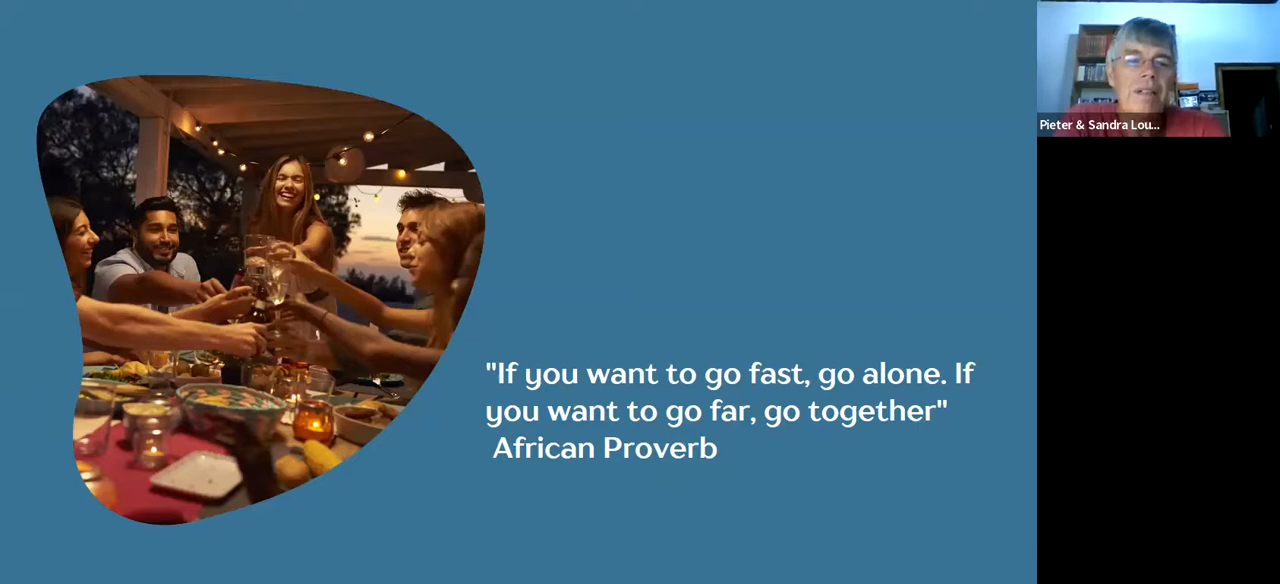 "If you want to go fast, go alone. If
you want to go far, go together"
African Proverb
Pieter & Sandra Lou...